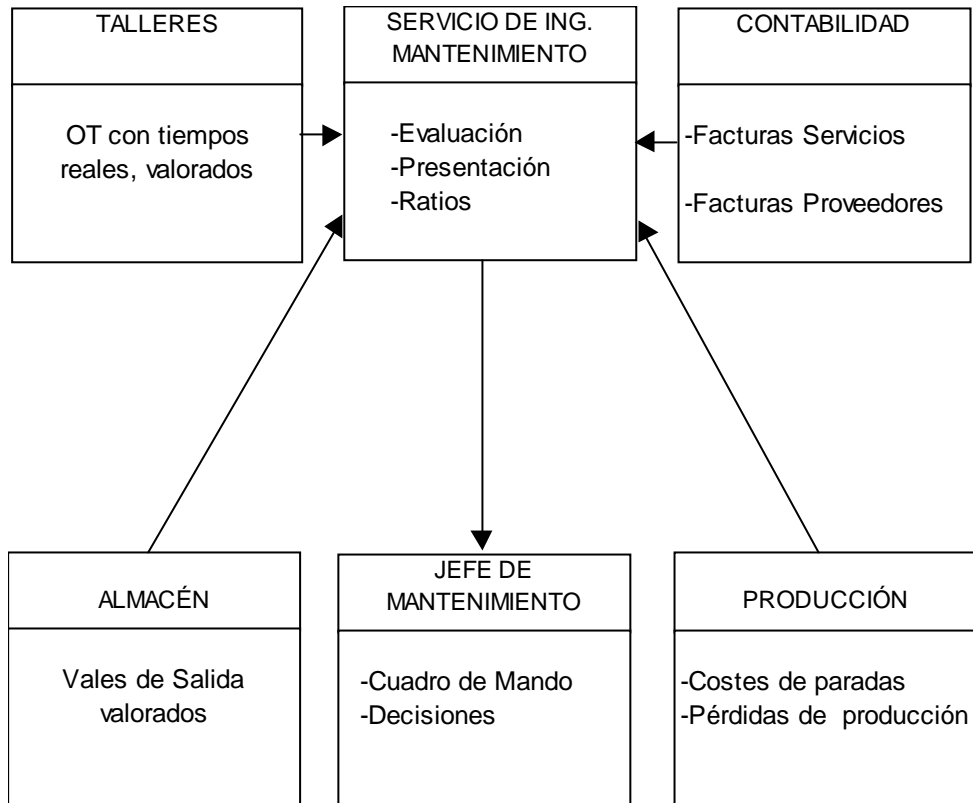 TALLERES
OT con tiempos
reales, valorados
SERVICIO DE ING.
MANTENIMIENTO
-Evaluación
-Presentación
-Ratios
CONTABILIDAD
-Facturas Servicios
-Facturas Proveedores
ALMACÉN
Vales de Salida
valorados
JEFE DE
MANTENIMIENTO
-Cuadro de Mando
-Decisiones
PRODUCCIÓN
-Costes de paradas
-Pérdidas de producción